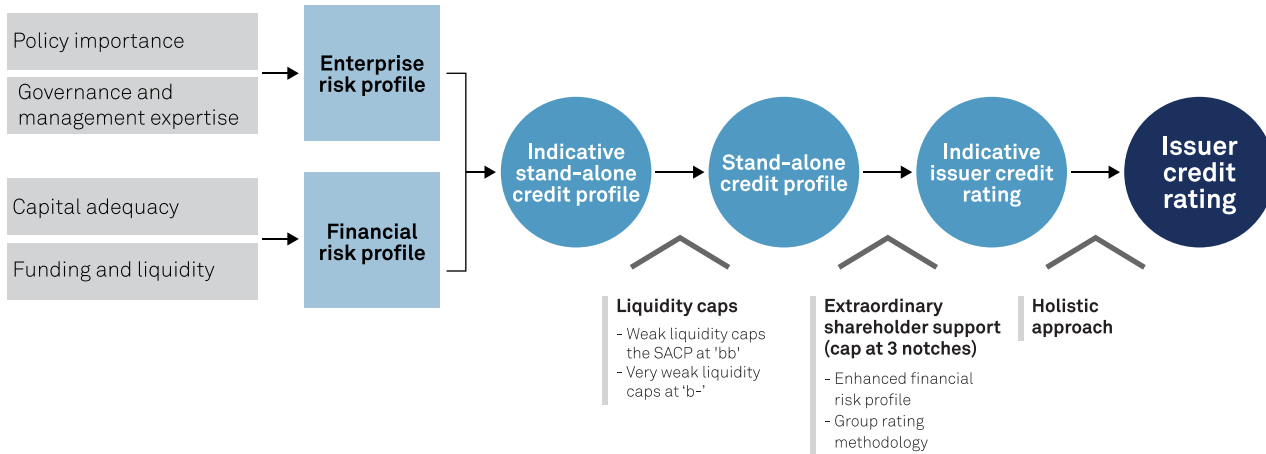 Policy importance
Governance and
management expertise
Enterprise
risk profile
Capital adequacy
Funding and liquidity
Financial
risk profile
Indicative
stand-alone
credit profile
Stand-alone
credit profile
Indicative
issuer credit
rating
Issuer
credit
rating
Liquidity caps
- Weak liquidity caps
the SACP at 'bb'
- Very weak liquidity
caps at ‘b-’
Extraordinary
shareholder support
(cap at 3 notches)
- Enhanced financial
risk profile
- Group rating
methodology
Holistic
approach